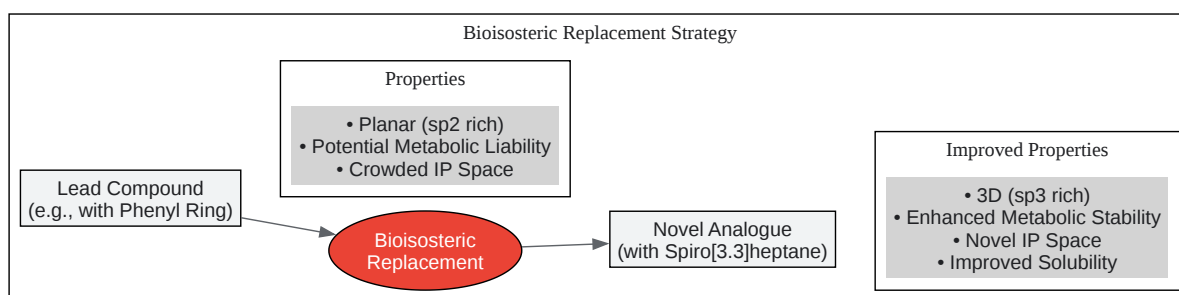 Bioisosteric Replacement Strategy
Properties
• Planar (sp2 rich)
• Potential Metabolic Liability
• Crowded IP Space
Lead Compound
(e.g., with Phenyl Ring)
Bioisosteric
Replacement
Novel Analogue
(with Spiro[3.3]heptane)
Improved Properties
• 3D (sp3 rich)
• Enhanced Metabolic Stability
• Novel IP Space
• Improved Solubility